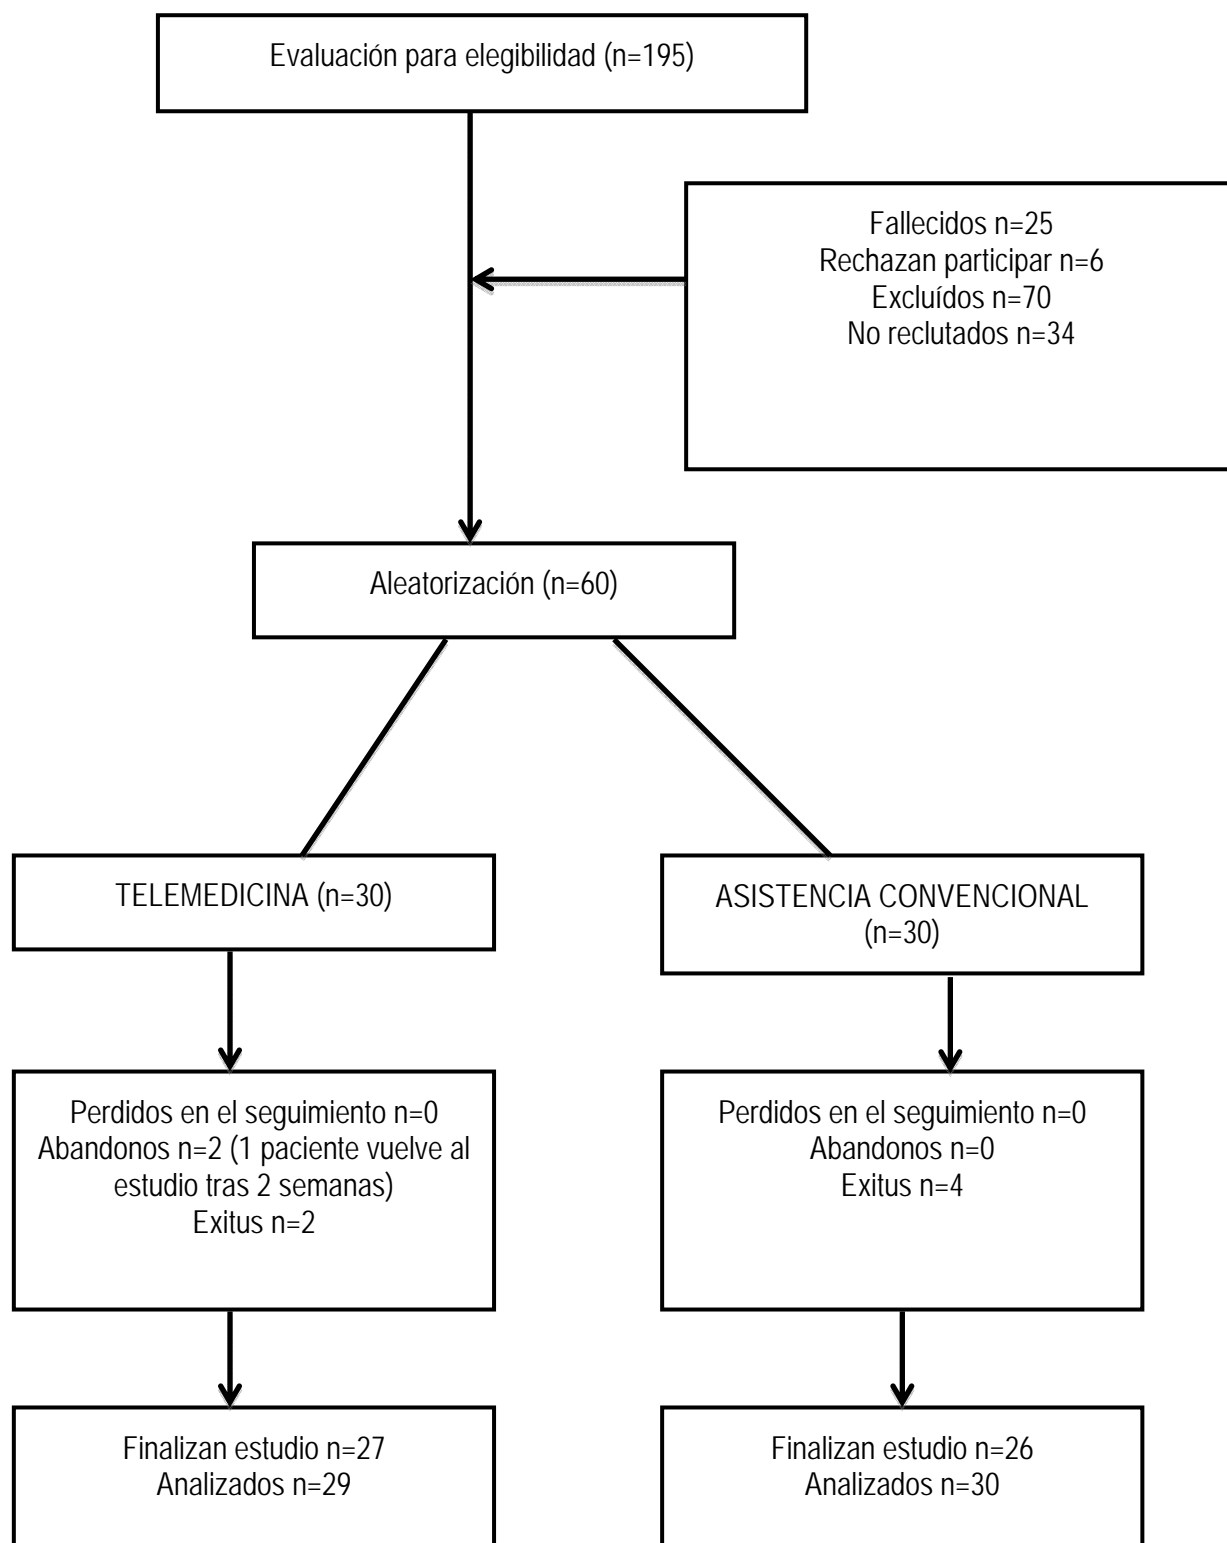 Evaluación para elegibilidad (n=195)
Fallecidos n=25
Rechazan participar n=6
Excluídos n=70
No reclutados n=34
Aleatorización (n=60)
TELEMEDICINA (n=30)
ASISTENCIA CONVENCIONAL
(n=30)
Perdidos en el seguimiento n=0
Abandonos n=2 (1 paciente vuelve al
estudio tras 2 semanas)
Exitus n=2
Perdidos en el seguimiento n=0
Abandonos n=0
Exitus n=4
Finalizan estudio n=27
Analizados n=29
Finalizan estudio n=26
Analizados n=30